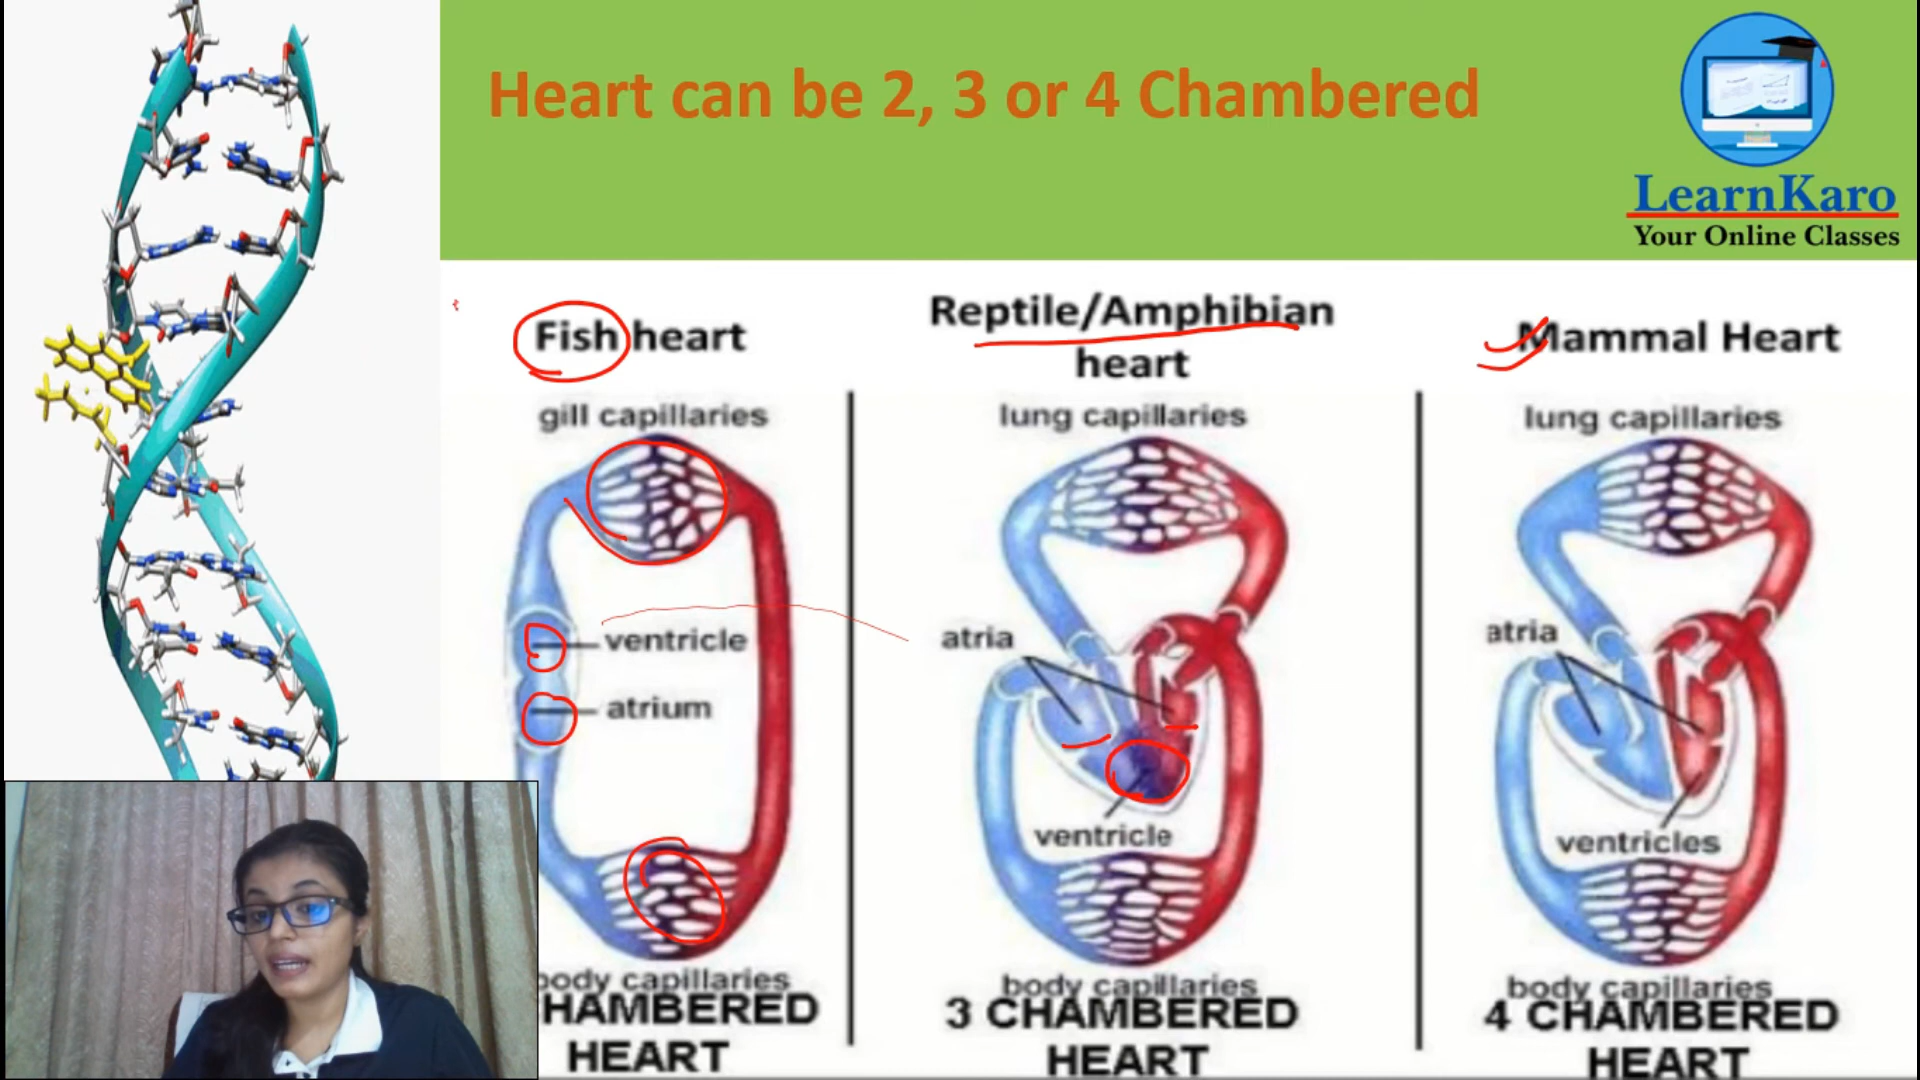 Heart can be 2, 3 or 4 Chambered
LearnKaro
Your Online Classes
Fish heart
gill capillaries
ventricle
atrium
body capillaries
HAMBERED
HEART
Reptile/Amphibian
heart
lung capillaries
atria
ventricle
body capillaries
3 CHAMBERED
HEART
Mammal Heart
lung capillaries
atria
ventricles
body capillaries
4 CHAMBERED
HEART